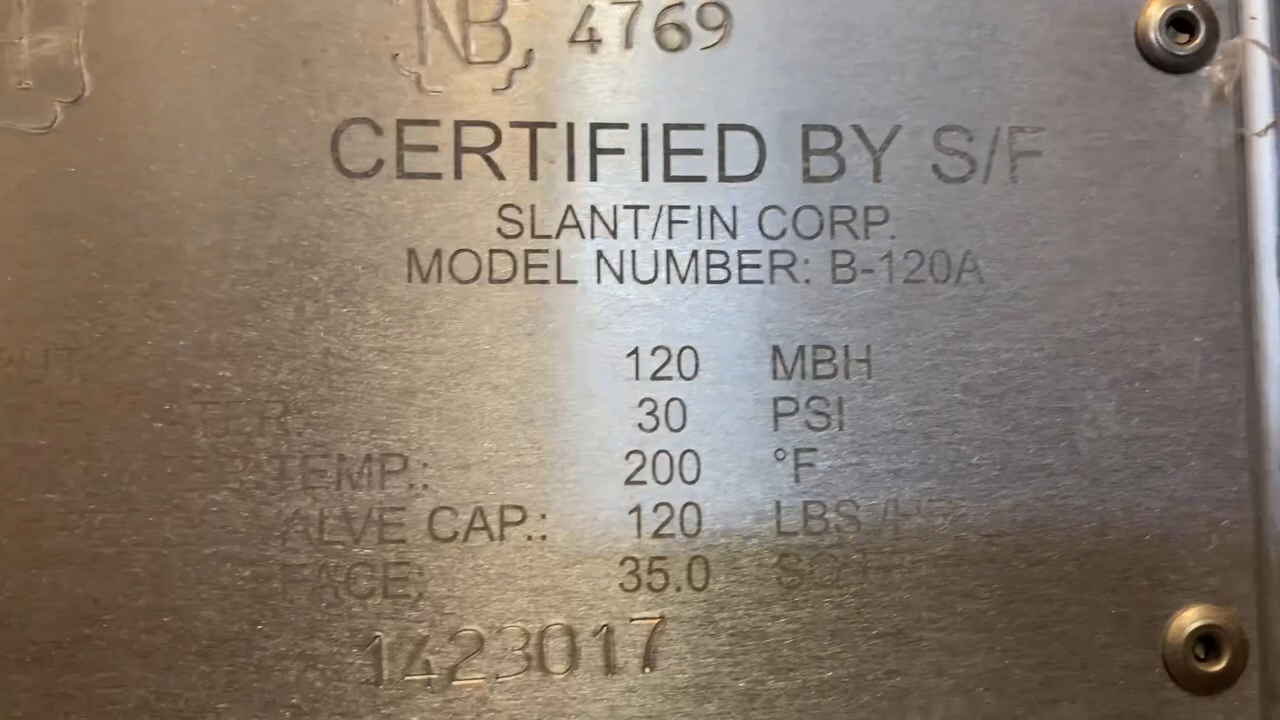 NB 4769
CERTIFIED BY S/F
SLANT/FIN CORP.
MODEL NUMBER: B-120A
120 MBH
30 PSI
TEMP.: 200 °F
VALVE CAP.: 120 LBS
35.0
1423017